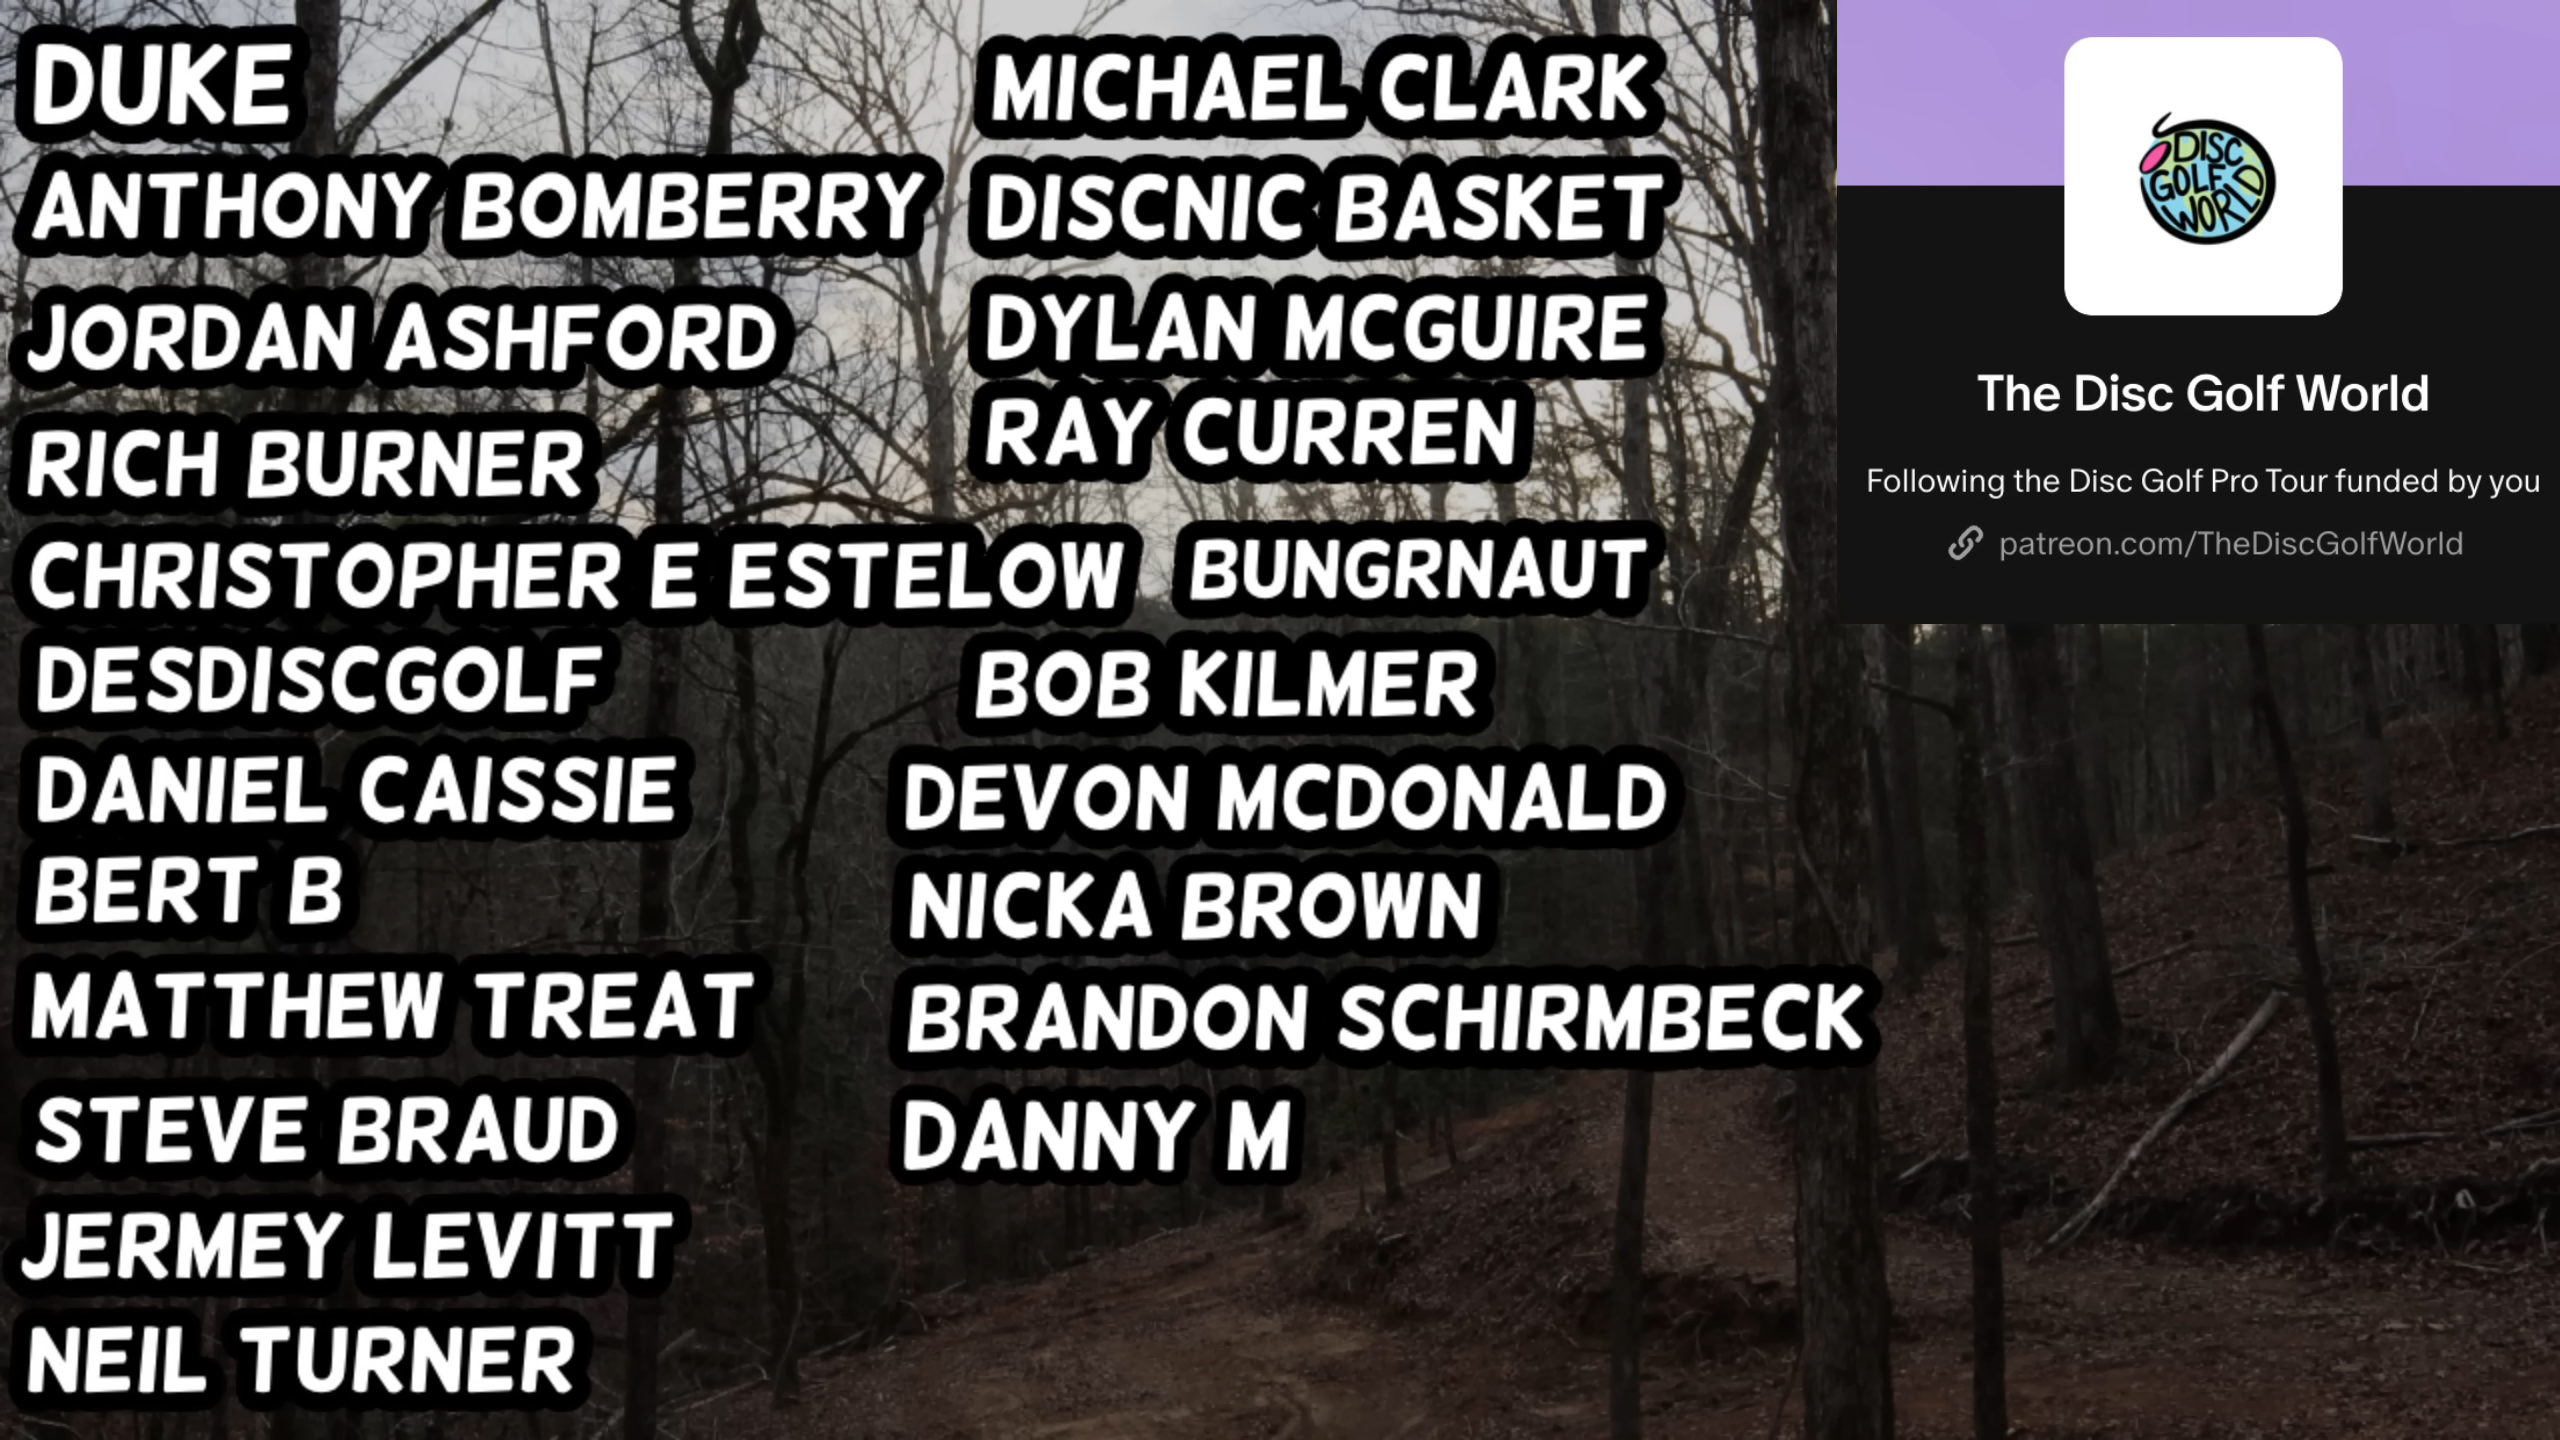 DUKE
ANTHONY BOMBERRY
JORDAN ASHFORD
RICH BURNER
CHRISTOPHER E ESTELOW
DESDISCGOLF
DANIEL CAISSIE
BERT B
MATTHEW TREAT
STEVE BRAUD
JERMEY LEVITT
NEIL TURNER
MICHAEL CLARK
DISCNIC BASKET
DYLAN MCGUIRE
RAY CURREN
BUNGRNAUT
BOB KILMER
DEVON MCDONALD
NICKA BROWN
BRANDON SCHIRMBECK
DANNY M
DISC
GOLF
WORLD
The Disc Golf World
Following the Disc Golf Pro Tour funded by you
patreon.com/TheDiscGolfWorld